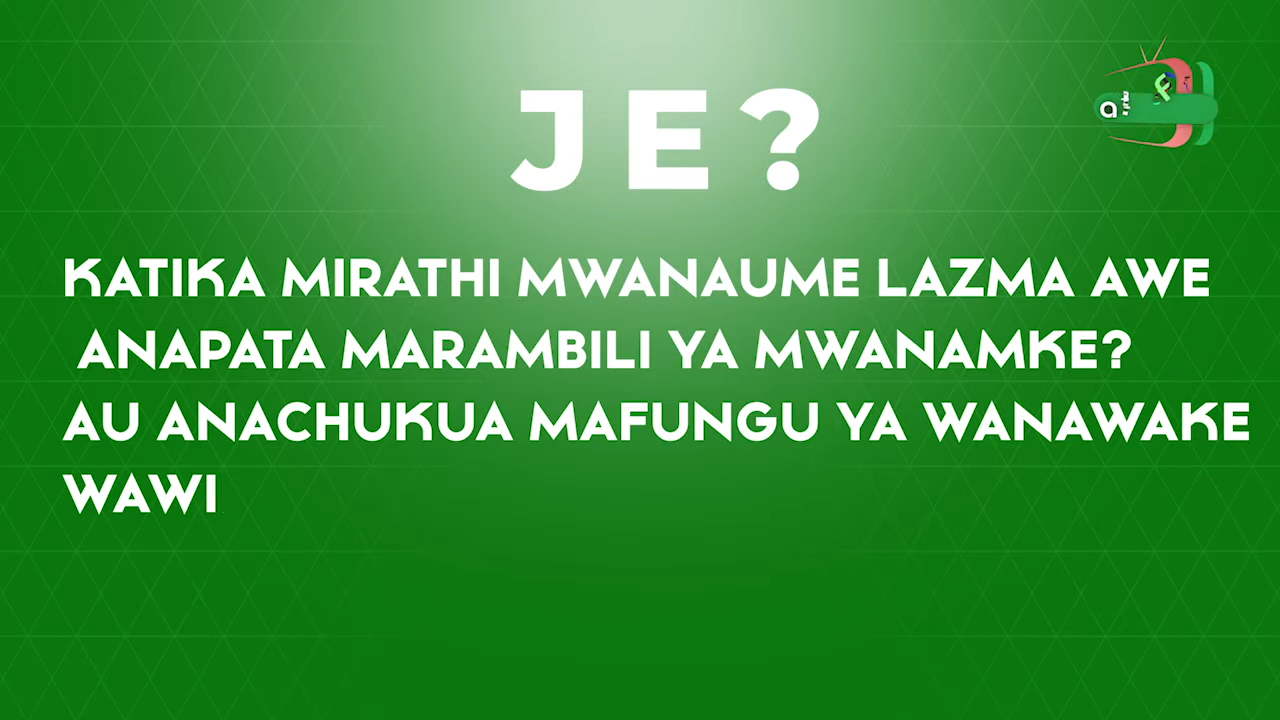 JE?
KATIKA MIRATHI MWANAUME LAZMA AWE
ANAPATA MARAMBILI YA MWANAMKE?
AU ANACHUKUA MAFUNGU YA WANAWAKE
WAWI